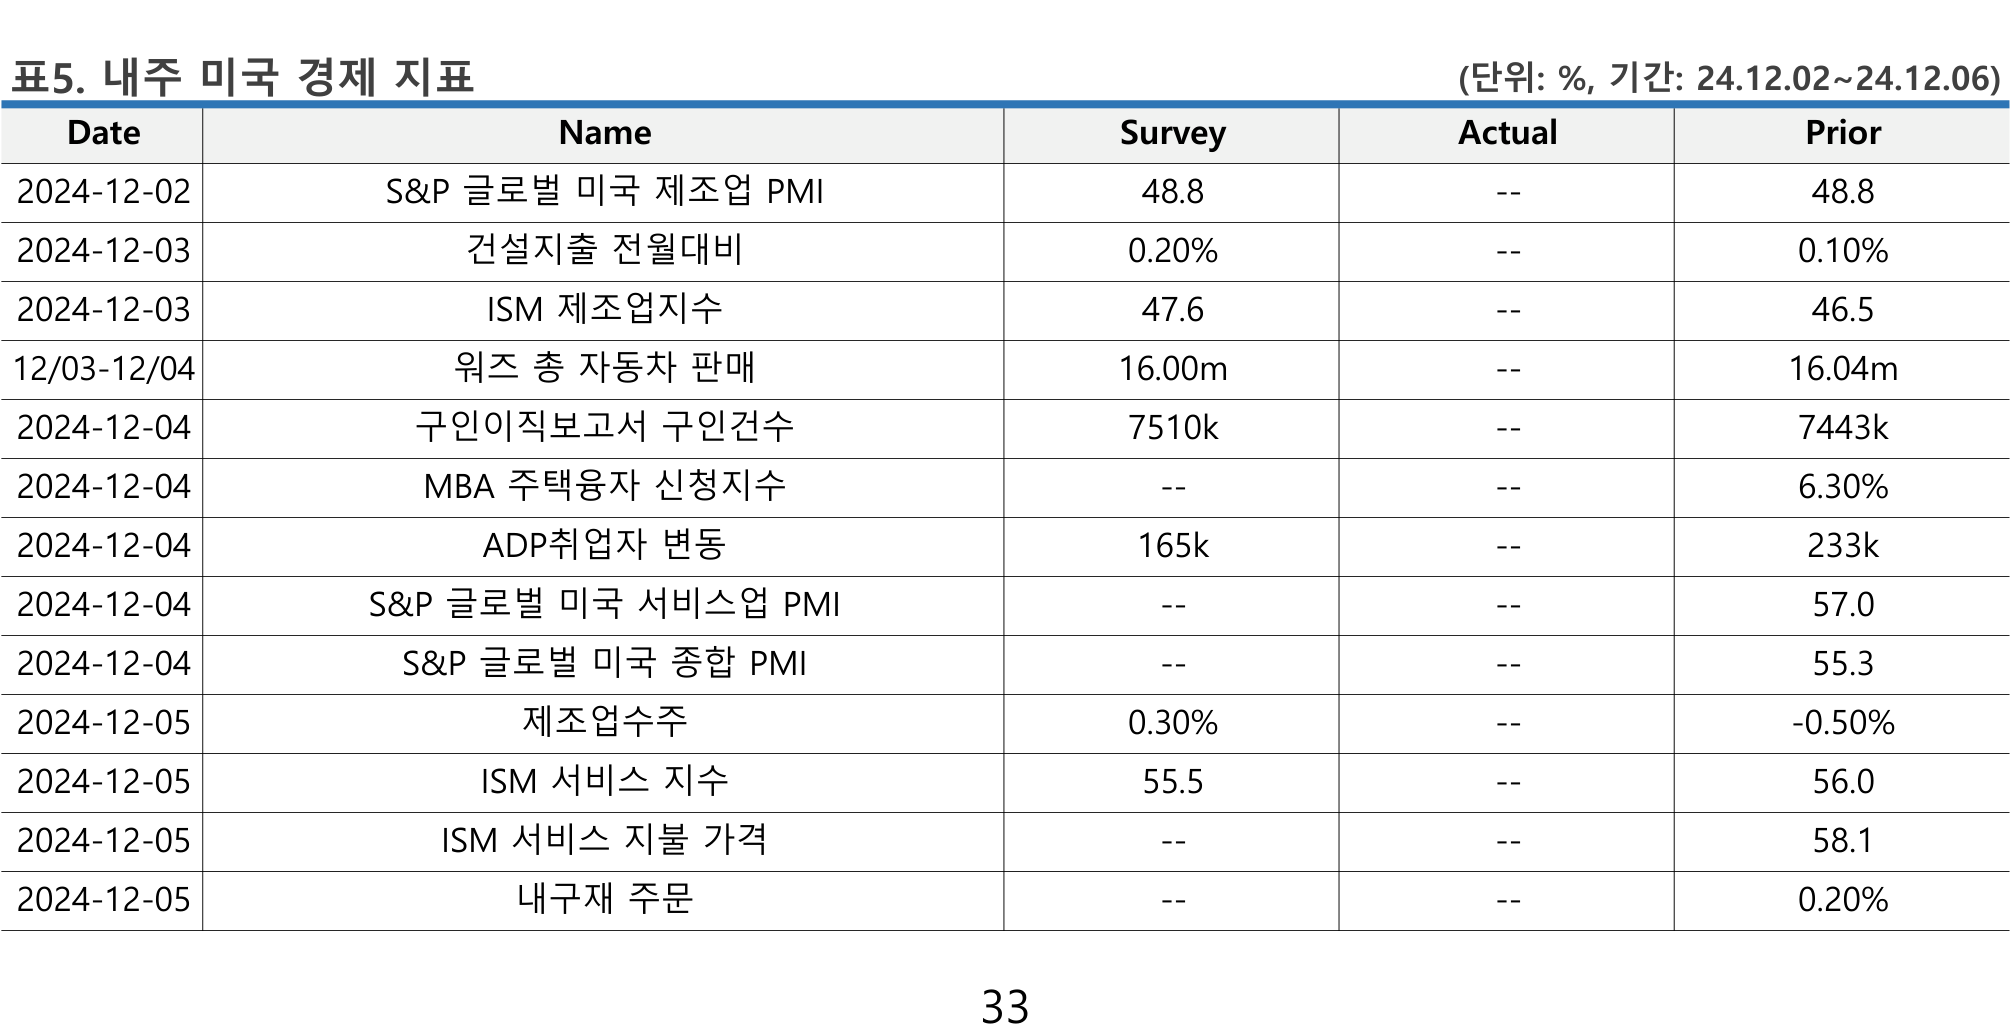 표5. 내주 미국 경제 지표 (단위: %, 기간: 24.12.02~24.12.06)
Date Name Survey Actual Prior
2024-12-02 S&P 글로벌 미국 제조업 PMI 48.8 -- 48.8
2024-12-03 건설지출 전월대비 0.20% -- 0.10%
2024-12-03 ISM 제조업지수 47.6 -- 46.5
12/03-12/04 워즈 총 자동차 판매 16.00m -- 16.04m
2024-12-04 구인이직보고서 구인건수 7510k -- 7443k
2024-12-04 MBA 주택융자 신청지수 -- -- 6.30%
2024-12-04 ADP취업자 변동 165k -- 233k
2024-12-04 S&P 글로벌 미국 서비스업 PMI -- -- 57.0
2024-12-04 S&P 글로벌 미국 종합 PMI -- -- 55.3
2024-12-05 제조업수주 0.30% -- -0.50%
2024-12-05 ISM 서비스 지수 55.5 -- 56.0
2024-12-05 ISM 서비스 지불 가격 -- -- 58.1
2024-12-05 내구재 주문 -- -- 0.20%
33